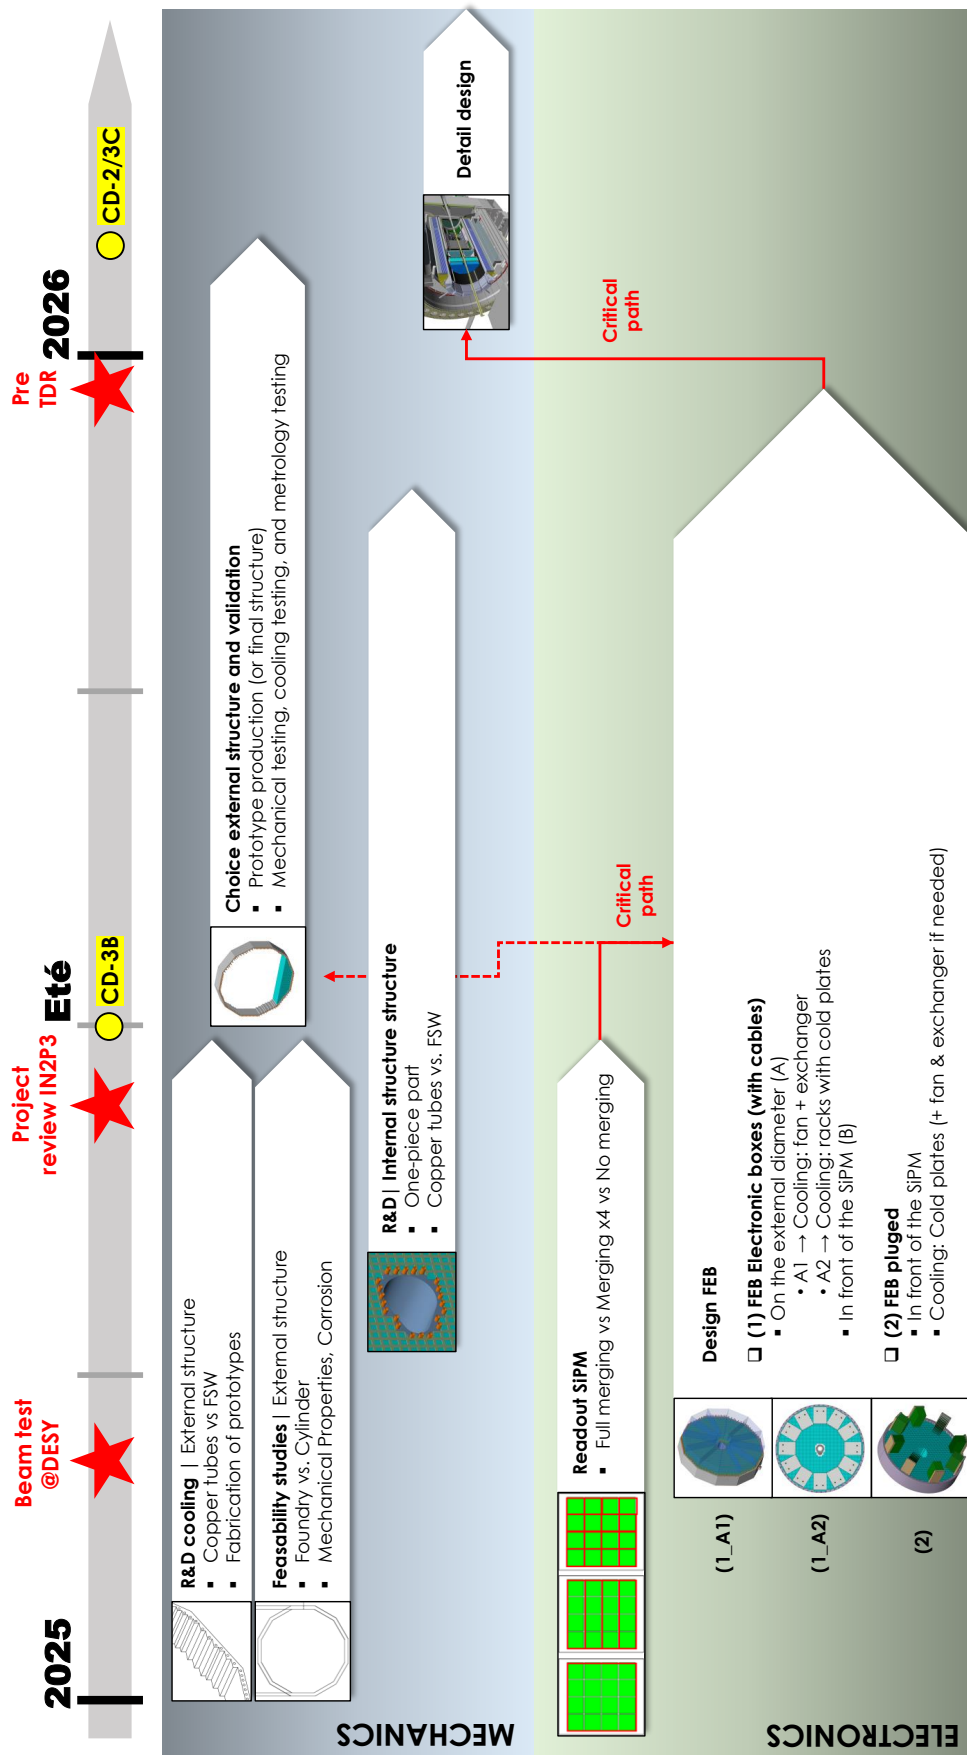 2025
Eté
2026
Beam test
@DESY
Project
review IN2P3
CD-3B
Pre
TDR
CD-2/3C
MECHANICS
R&D cooling | External structure
▪ Copper tubes vs FSW
▪ Fabrication of prototypes
Feasability studies | External structure
▪ Foundry vs. Cylinder
▪ Mechanical Properties, Corrosion
Choice external structure and validation
▪ Prototype production (or final structure)
▪ Mechanical testing, cooling testing, and metrology testing
R&D | Internal structure structure
▪ One-piece part
▪ Copper tubes vs. FSW
Detail design
ELECTRONICS
Readout SiPM
▪ Full merging vs Merging x4 vs No merging
Critical
path
Critical
path
Design FEB
❑ (1) FEB Electronic boxes (with cables)
▪ On the external diameter (A)
• A1 → Cooling: fan + exchanger
• A2 → Cooling: racks with cold plates
▪ In front of the SiPM (B)
❑ (2) FEB pluged
▪ In front of the SiPM
▪ Cooling: Cold plates (+ fan & exchanger if needed)
(1_A1)
(1_A2)
(2)